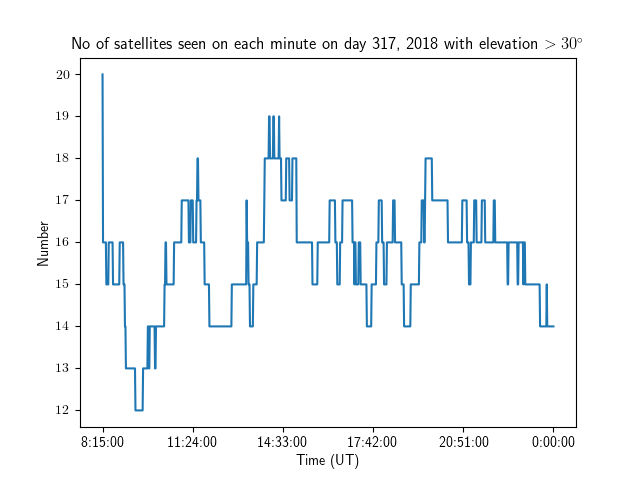 No of satellites seen on each minute on day 317, 2018 with elevation > 30°
20
19
18
17
16
15
14
13
12
Number
8:15:00 11:24:00 14:33:00 17:42:00 20:51:00 0:00:00
Time (UT)